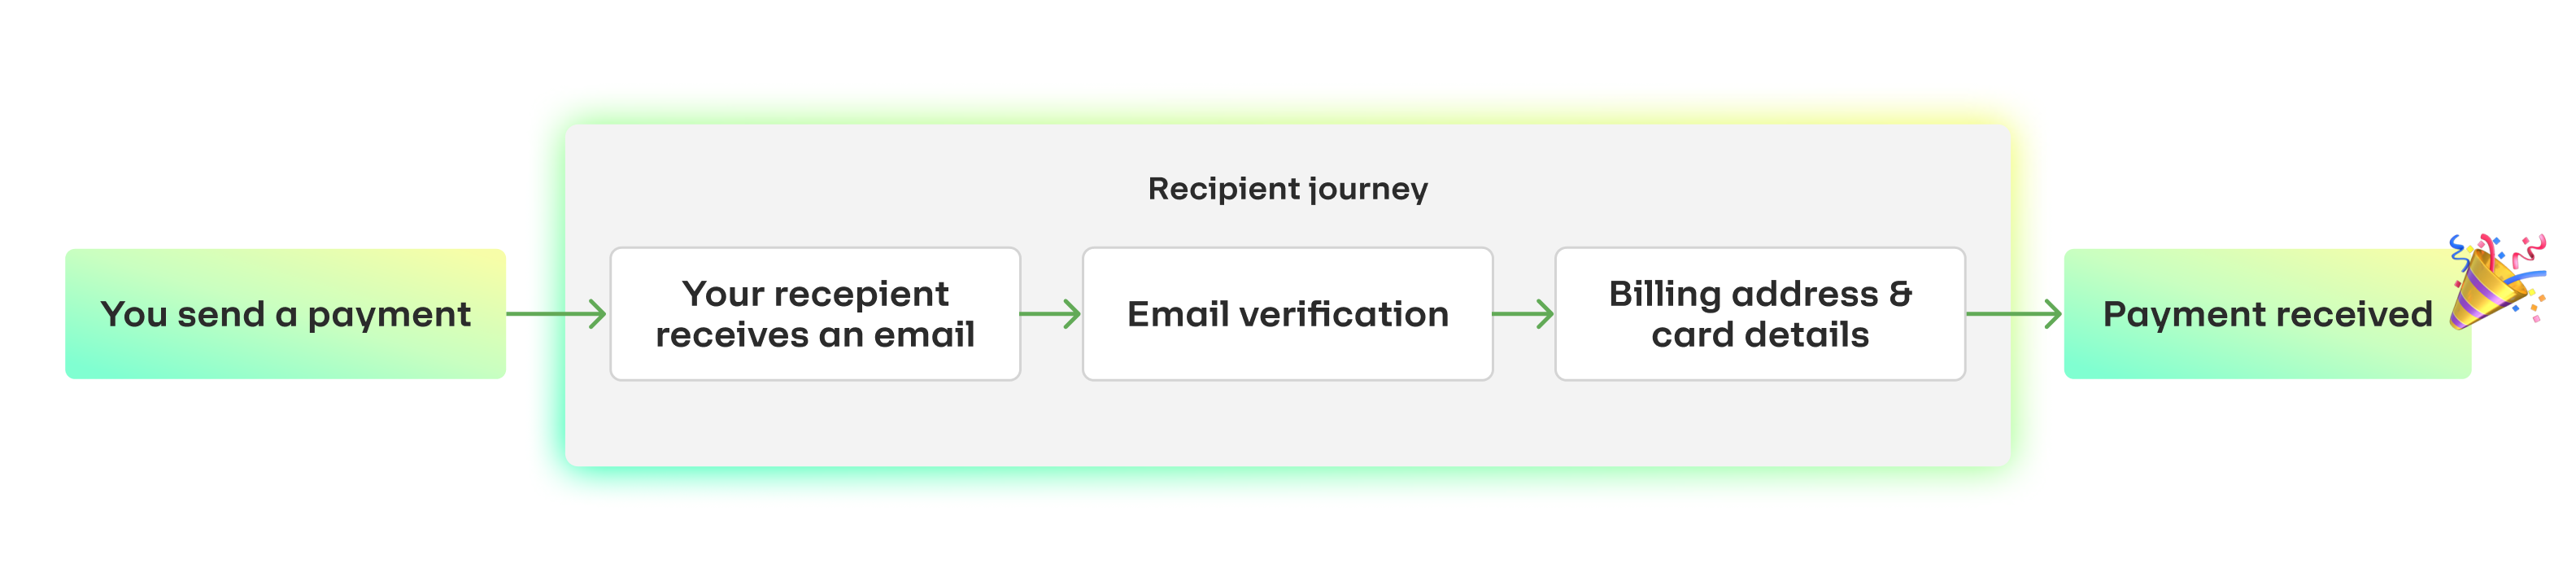 Recipient journey
You send a payment
Your recepient
receives an email
Email verification
Billing address &
card details
Payment received